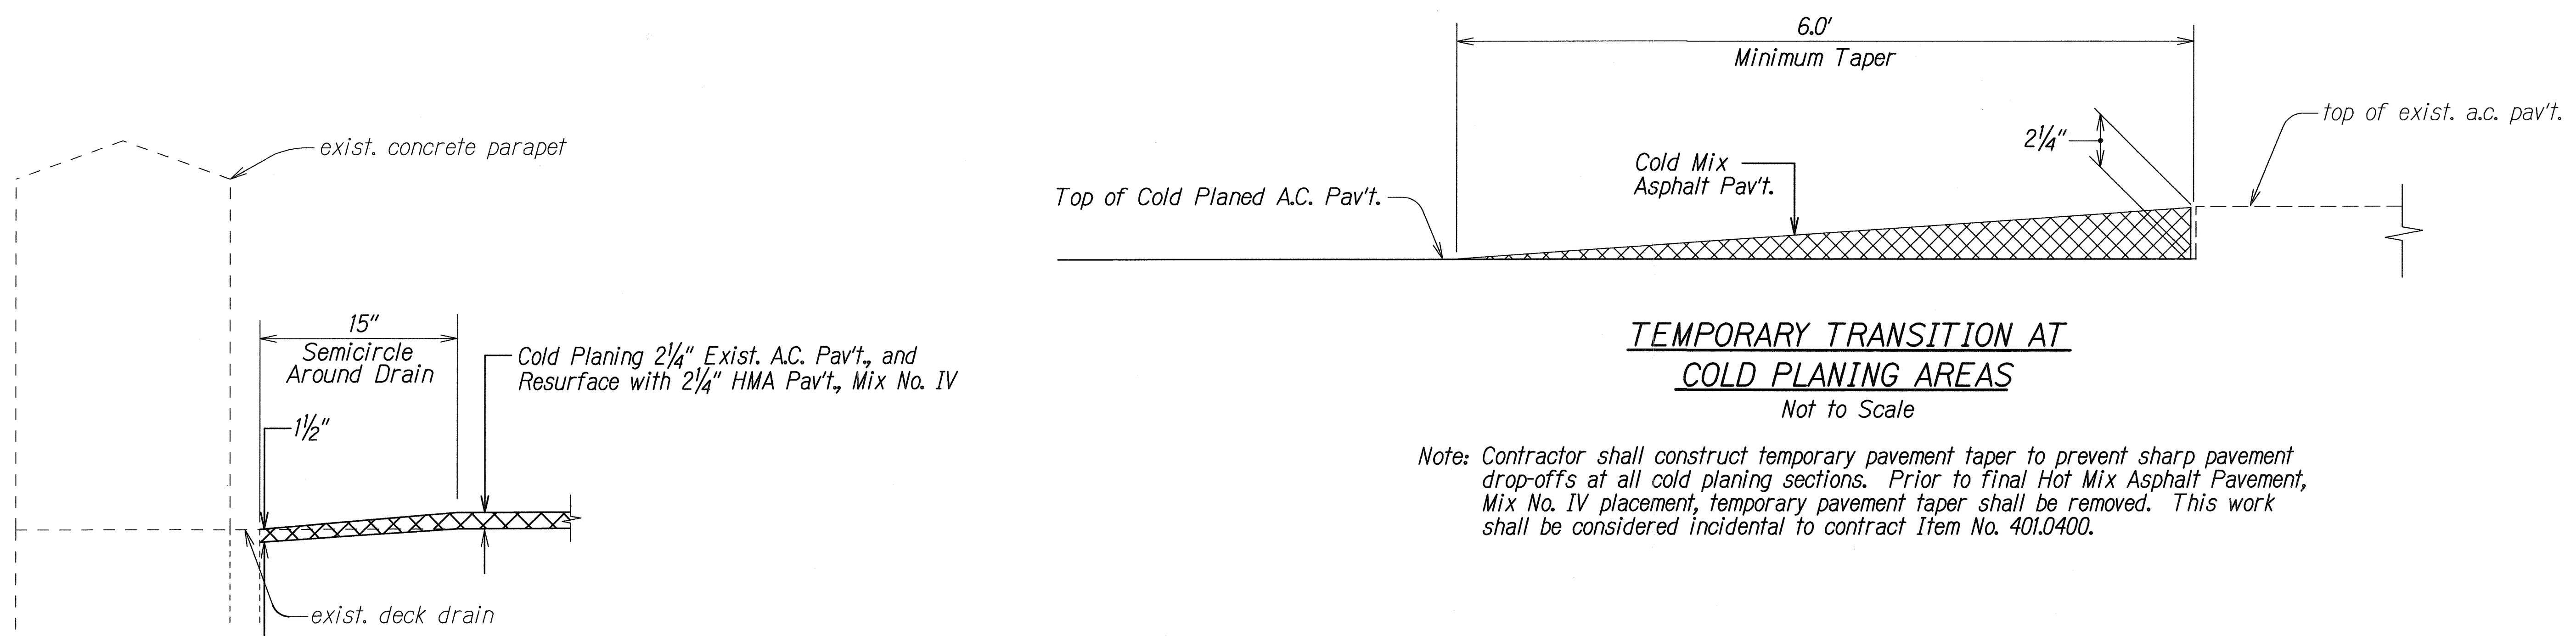 exist. concrete parapet
15"
Semicircle
Around Drain
Cold Planing 2¼" Exist. A.C. Pav't., and
Resurface with 2¼" HMA Pav't., Mix No. IV
1½"
exist. deck drain
6.0'
Minimum Taper
top of exist. a.c. pav't.
2¼"
Cold Mix
Asphalt Pav't.
Top of Cold Planed A.C. Pav't.
TEMPORARY TRANSITION AT
COLD PLANING AREAS
Not to Scale
Note: Contractor shall construct temporary pavement taper to prevent sharp pavement
drop-offs at all cold planing sections. Prior to final Hot Mix Asphalt Pavement,
Mix No. IV placement, temporary pavement taper shall be removed. This work
shall be considered incidental to contract Item No. 401.0400.